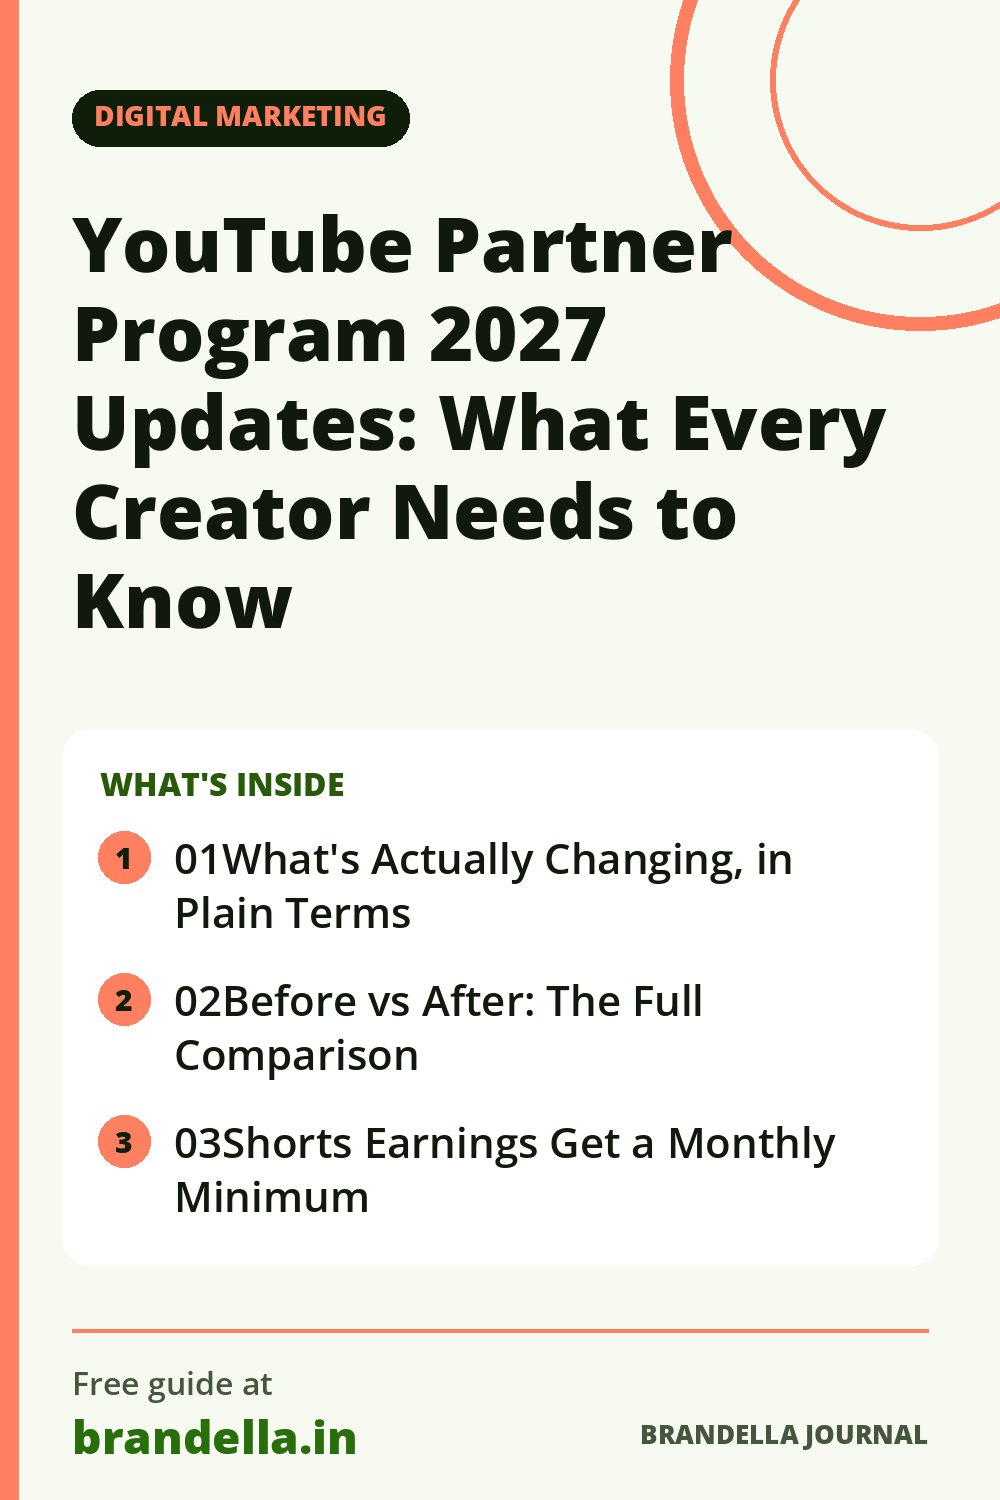 DIGITAL MARKETING
YouTube Partner
Program 2027
Updates: What Every
Creator Needs to
Know
WHAT'S INSIDE
1 01What's Actually Changing, in
Plain Terms
2 02Before vs After: The Full
Comparison
3 03Shorts Earnings Get a Monthly
Minimum
Free guide at
brandella.in
BRANDELLA JOURNAL